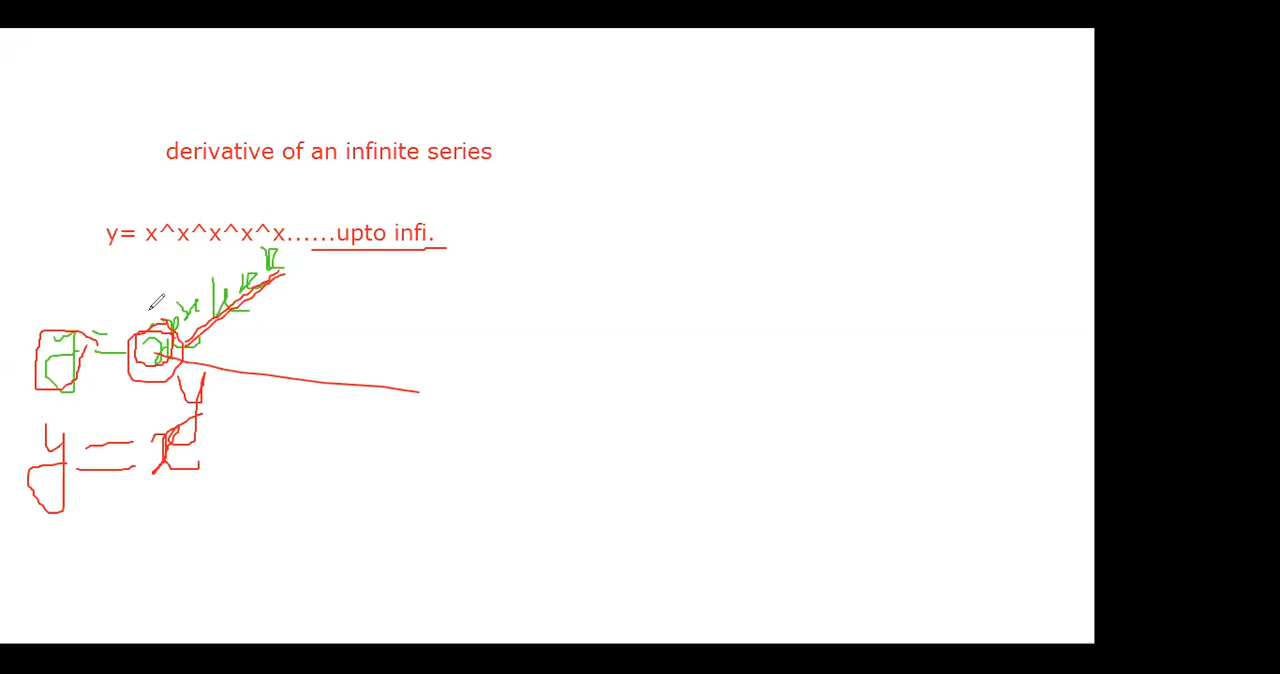 derivative of an infinite series
y= x^x^x^x^x......upto infi.
y = x x x x x
y = x y